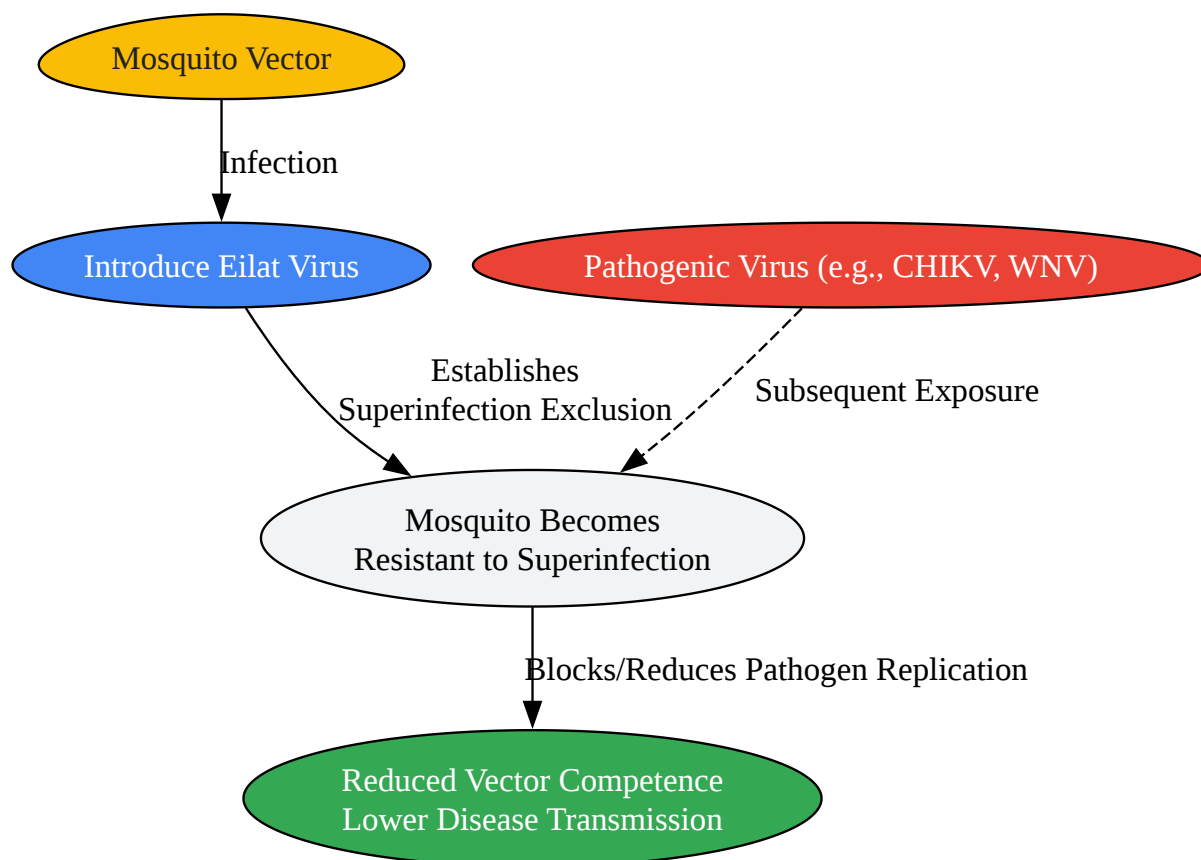 Mosquito Vector
Infection
Introduce Eilat Virus
Pathogenic Virus (e.g., CHIKV, WNV)
Establishes
Superinfection Exclusion
Subsequent Exposure
Mosquito Becomes
Resistant to Superinfection
Blocks/Reduces Pathogen Replication
Reduced Vector Competence
Lower Disease Transmission